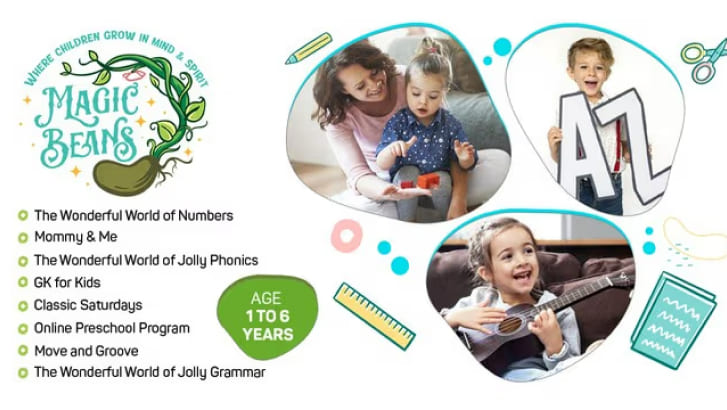 WHERE CHILDREN GROW IN MIND & SPIRIT
MAGIC
BEANS
The Wonderful World of Numbers
Mommy & Me
The Wonderful World of Jolly Phonics
GK for Kids
Classic Saturdays
Online Preschool Program
Move and Groove
The Wonderful World of Jolly Grammar
AGE
1 TO 6
YEARS
A Z